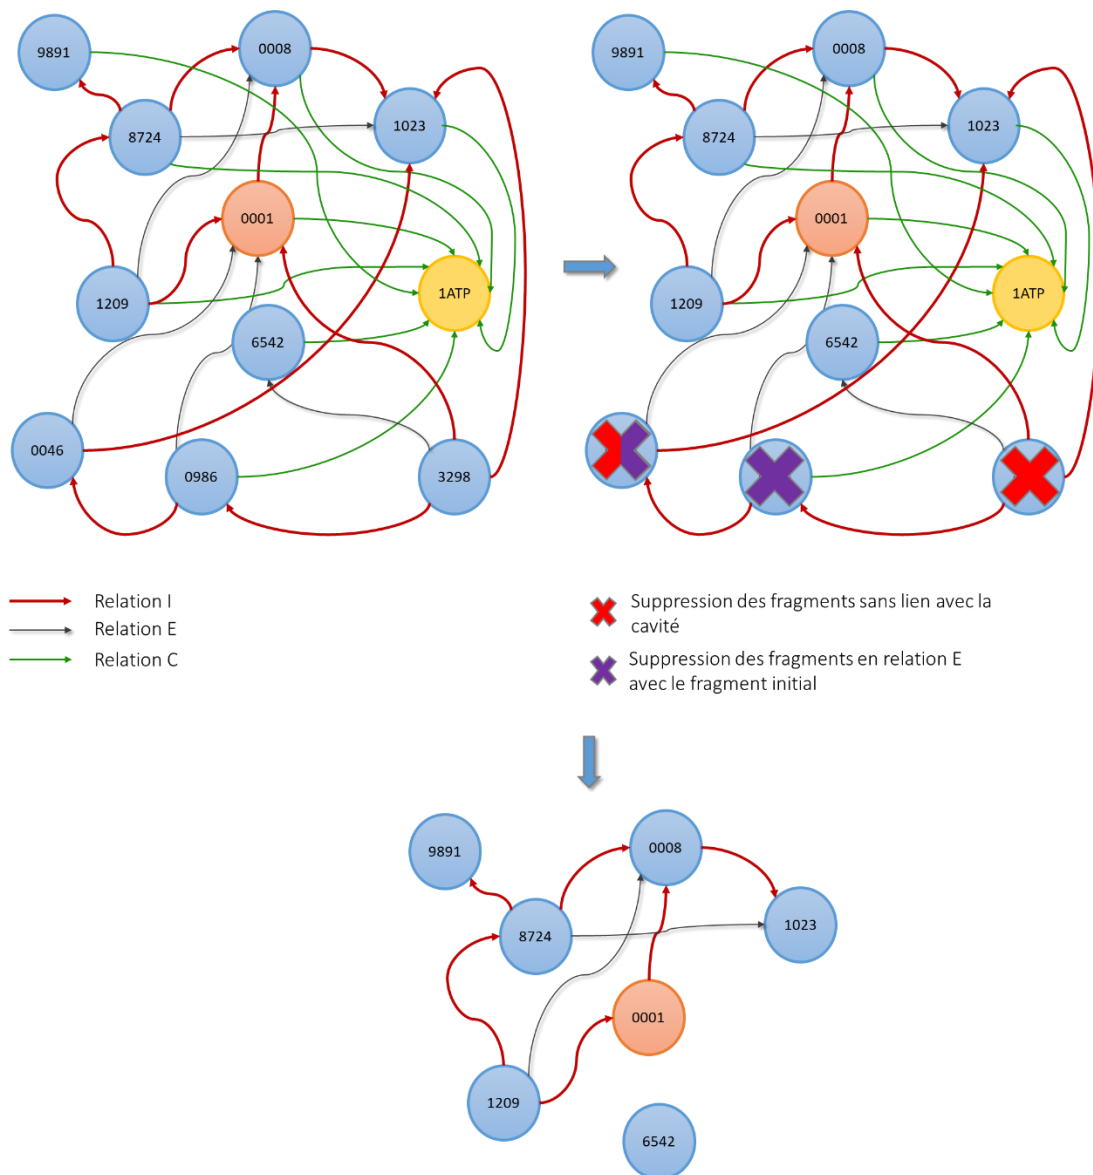 9891
0008
1023
8724
0001
1209
1ATP
6542
0046
0986
3298
9891
0008
1023
8724
0001
1209
1ATP
6542
Relation I
Relation E
Relation C
Suppression des fragments sans lien avec la
cavité
Suppression des fragments en relation E
avec le fragment initial
9891
0008
1023
8724
0001
1209
6542